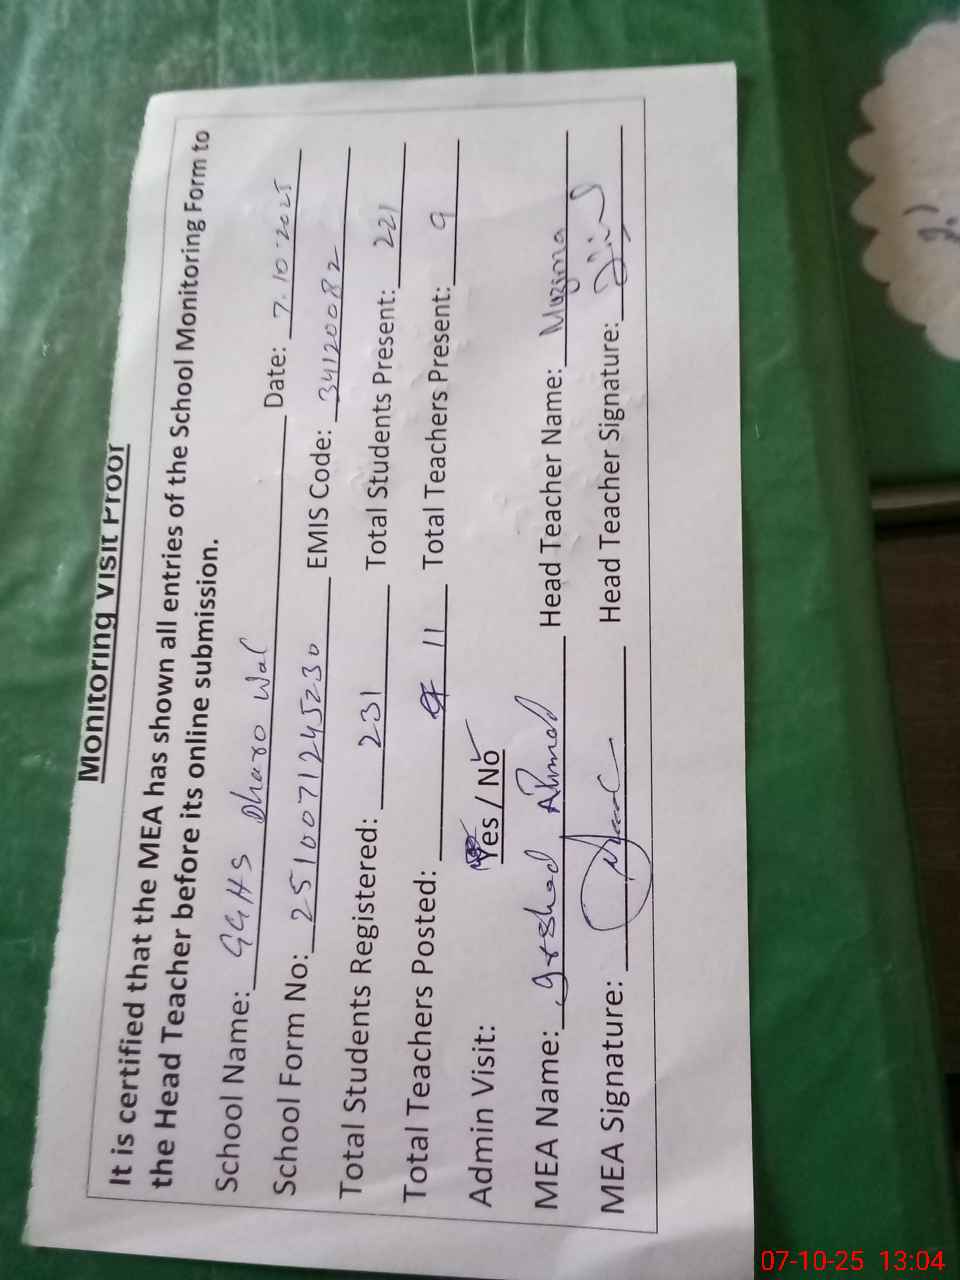 Monitoring Visit Proof
It is certified that the MEA has shown all entries of the School Monitoring Form to
the Head Teacher before its online submission.
School Name: GGHS Dharo Wal Date: 7.10.2025
School Form No: 251007124523 0 EMIS Code: 34120082
Total Students Registered: 231 Total Students Present: 221
Total Teachers Posted: 11 Total Teachers Present: 9
Admin Visit: Yes / No ✓
MEA Name: Irshad Ahmad Head Teacher Name:
MEA Signature: Head Teacher Signature:
07-10-25 13:04